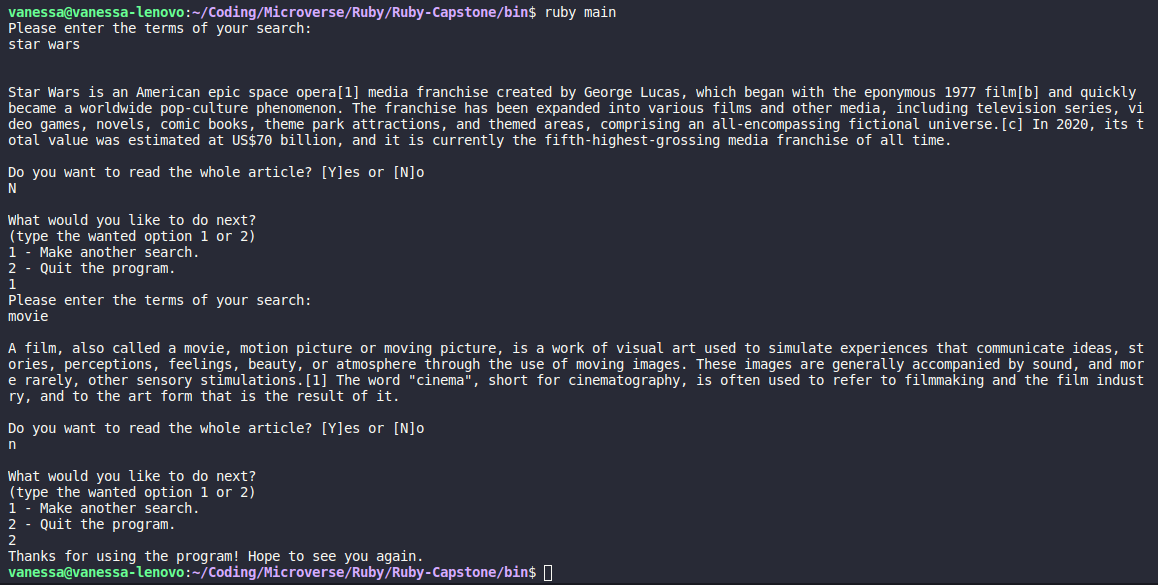 vanessa@vanessa-lenovo:~/Coding/Microverse/Ruby/Ruby-Capstone/bin$ ruby main
Please enter the terms of your search:
star wars
Star Wars is an American epic space opera[1] media franchise created by George Lucas, which began with the eponymous 1977 film[b] and quickly
became a worldwide pop-culture phenomenon. The franchise has been expanded into various films and other media, including television series, vi
deo games, novels, comic books, theme park attractions, and themed areas, comprising an all-encompassing fictional universe.[c] In 2020, its t
otal value was estimated at US$70 billion, and it is currently the fifth-highest-grossing media franchise of all time.
Do you want to read the whole article? [Y]es or [N]o
N
What would you like to do next?
(type the wanted option 1 or 2)
1 - Make another search.
2 - Quit the program.
1
Please enter the terms of your search:
movie
A film, also called a movie, motion picture or moving picture, is a work of visual art used to simulate experiences that communicate ideas, st
ories, perceptions, feelings, beauty, or atmosphere through the use of moving images. These images are generally accompanied by sound, and mor
e rarely, other sensory stimulations.[1] The word "cinema", short for cinematography, is often used to refer to filmmaking and the film indust
ry, and to the art form that is the result of it.
Do you want to read the whole article? [Y]es or [N]o
n
What would you like to do next?
(type the wanted option 1 or 2)
1 - Make another search.
2 - Quit the program.
2
Thanks for using the program! Hope to see you again.
vanessa@vanessa-lenovo:~/Coding/Microverse/Ruby/Ruby-Capstone/bin$